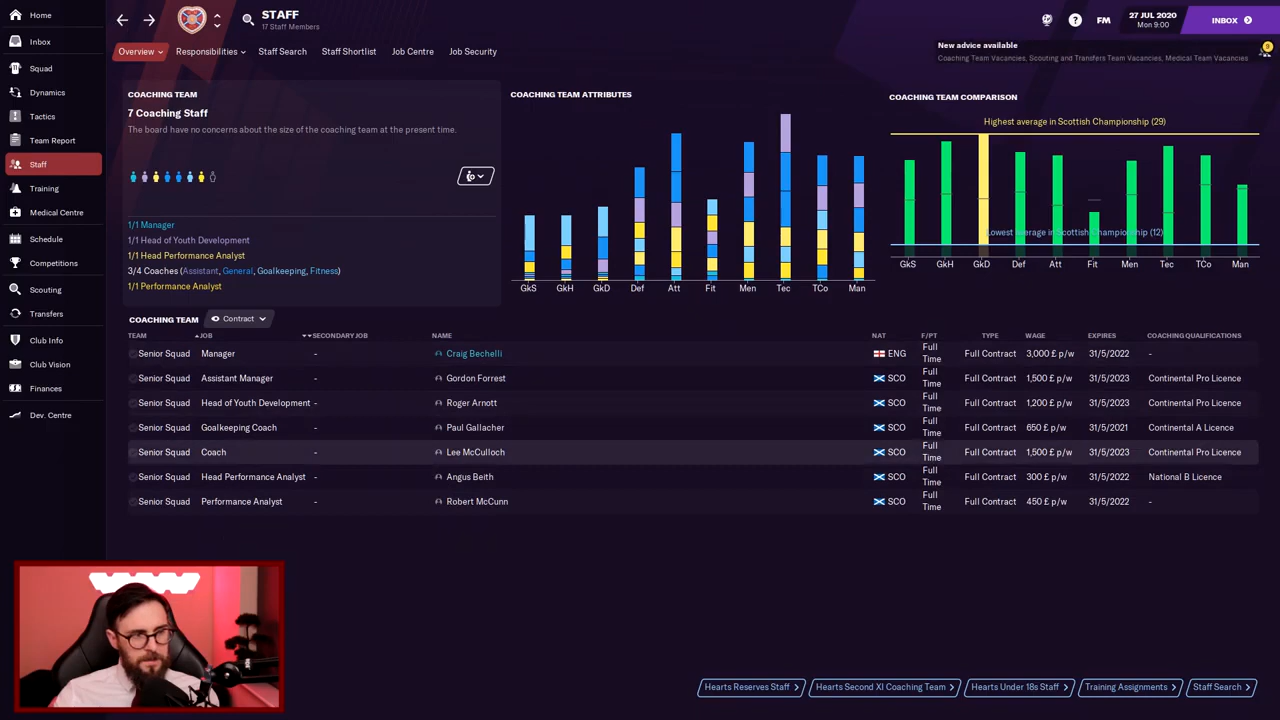 Home
Inbox
Squad
Dynamics
Tactics
Team Report
Staff
Training
Medical Centre
Schedule
Competitions
Scouting
Transfers
Club Info
Club Vision
Finances
Dev. Centre
STAFF
17 Staff Members
27 JUL 2020
Mon 9:00
FM
INBOX
Overview
Responsibilities
Staff Search
Staff Shortlist
Job Centre
Job Security
New advice available
Coaching Team Vacancies, Scouting and Transfers Team Vacancies, Medical Team Vacancies
9
COACHING TEAM
7 Coaching Staff
The board have no concerns about the size of the coaching team at the present time.
1/1 Manager
1/1 Head of Youth Development
1/1 Head Performance Analyst
3/4 Coaches (Assistant, General, Goalkeeping, Fitness)
1/1 Performance Analyst
COACHING TEAM ATTRIBUTES
GkS GkH GkD Def Att Fit Men Tec TCo Man
COACHING TEAM COMPARISON
Highest average in Scottish Championship (29)
Lowest average in Scottish Championship (12)
GkS GkH GkD Def Att Fit Men Tec TCo Man
COACHING TEAM Contract
TEAM JOB SECONDARY JOB NAME NAT F/PT TYPE WAGE EXPIRES COACHING QUALIFICATIONS
Senior Squad Manager - Craig Bechelli ENG Full Time Full Contract 3,000 £ p/w 31/5/2022 -
Senior Squad Assistant Manager - Gordon Forrest SCO Full Time Full Contract 1,500 £ p/w 31/5/2023 Continental Pro Licence
Senior Squad Head of Youth Development - Roger Arnott SCO Full Time Full Contract 1,200 £ p/w 31/5/2023 Continental Pro Licence
Senior Squad Goalkeeping Coach - Paul Gallacher SCO Full Time Full Contract 650 £ p/w 31/5/2021 Continental A Licence
Senior Squad Coach - Lee McCulloch SCO Full Time Full Contract 1,500 £ p/w 31/5/2023 Continental Pro Licence
Senior Squad Head Performance Analyst - Angus Beith SCO Full Time Full Contract 300 £ p/w 31/5/2022 National B Licence
Senior Squad Performance Analyst - Robert McCunn SCO Full Time Full Contract 450 £ p/w 31/5/2022 -
Hearts Reserves Staff
Hearts Second XI Coaching Team
Hearts Under 18s Staff
Training Assignments
Staff Search